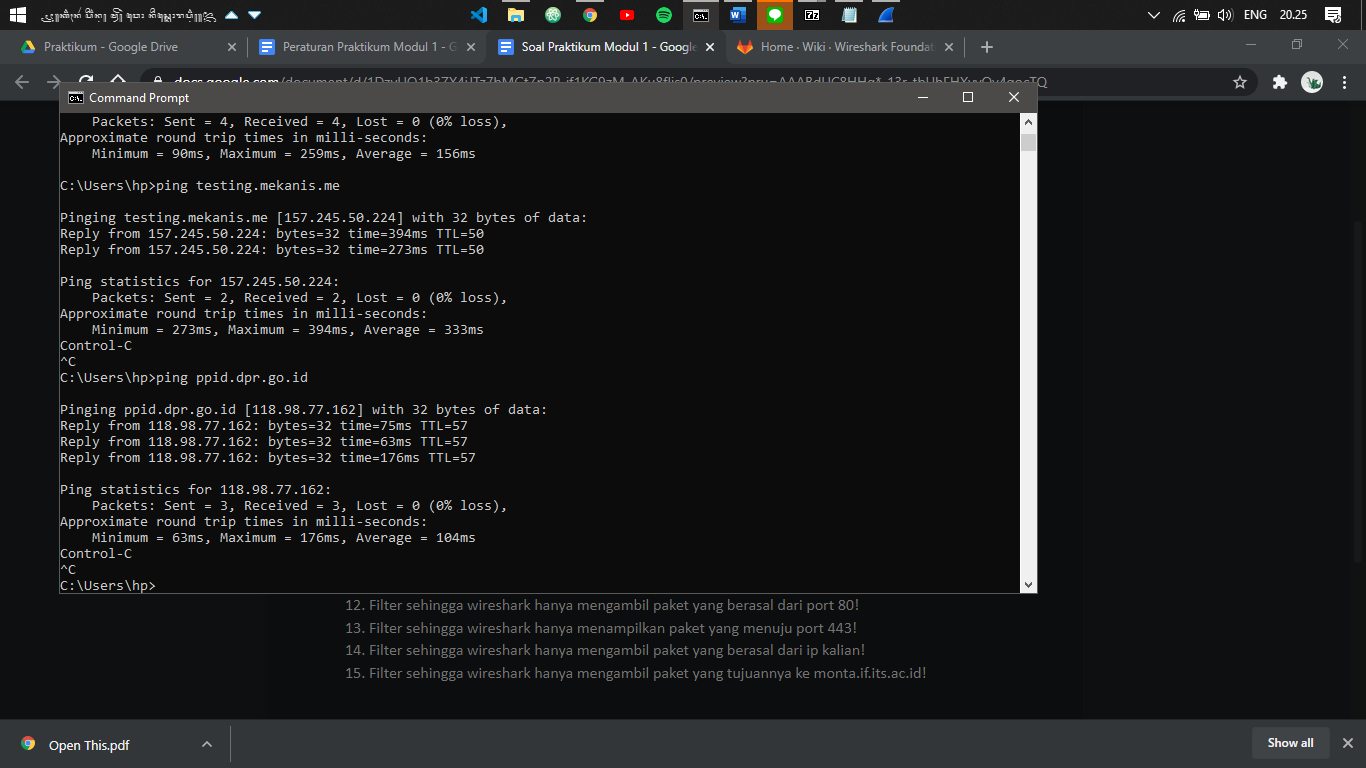 ENG
20.25
Praktikum - Google Drive
Peraturan Praktikum Modul 1 - G
Soal Praktikum Modul 1 - Google
Home · Wiki · Wireshark Foundat
Command Prompt
Packets: Sent = 4, Received = 4, Lost = 0 (0% loss),
Approximate round trip times in milli-seconds:
Minimum = 90ms, Maximum = 259ms, Average = 156ms
C:\Users\hp>ping testing.mekanis.me
Pinging testing.mekanis.me [157.245.50.224] with 32 bytes of data:
Reply from 157.245.50.224: bytes=32 time=394ms TTL=50
Reply from 157.245.50.224: bytes=32 time=273ms TTL=50
Ping statistics for 157.245.50.224:
Packets: Sent = 2, Received = 2, Lost = 0 (0% loss),
Approximate round trip times in milli-seconds:
Minimum = 273ms, Maximum = 394ms, Average = 333ms
Control-C
^C
C:\Users\hp>ping ppid.dpr.go.id
Pinging ppid.dpr.go.id [118.98.77.162] with 32 bytes of data:
Reply from 118.98.77.162: bytes=32 time=75ms TTL=57
Reply from 118.98.77.162: bytes=32 time=63ms TTL=57
Reply from 118.98.77.162: bytes=32 time=176ms TTL=57
Ping statistics for 118.98.77.162:
Packets: Sent = 3, Received = 3, Lost = 0 (0% loss),
Approximate round trip times in milli-seconds:
Minimum = 63ms, Maximum = 176ms, Average = 104ms
Control-C
^C
C:\Users\hp>
12. Filter sehingga wireshark hanya mengambil paket yang berasal dari port 80!
13. Filter sehingga wireshark hanya menampilkan paket yang menuju port 443!
14. Filter sehingga wireshark hanya mengambil paket yang berasal dari ip kalian!
15. Filter sehingga wireshark hanya mengambil paket yang tujuannya ke monta.if.its.ac.id!
Open This.pdf
Show all